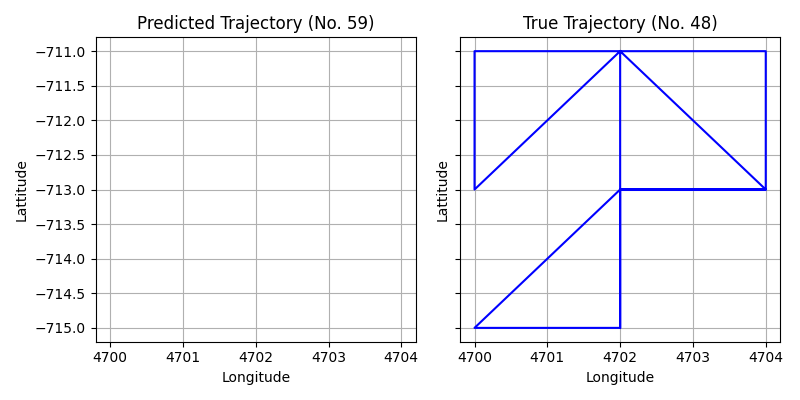 Predicted Trajectory (No. 59)
True Trajectory (No. 48)
−711.0
−711.5
−712.0
−712.5
−713.0
−713.5
−714.0
−714.5
−715.0
Lattitude
Lattitude
4700 4701 4702 4703 4704
4700 4701 4702 4703 4704
Longitude
Longitude